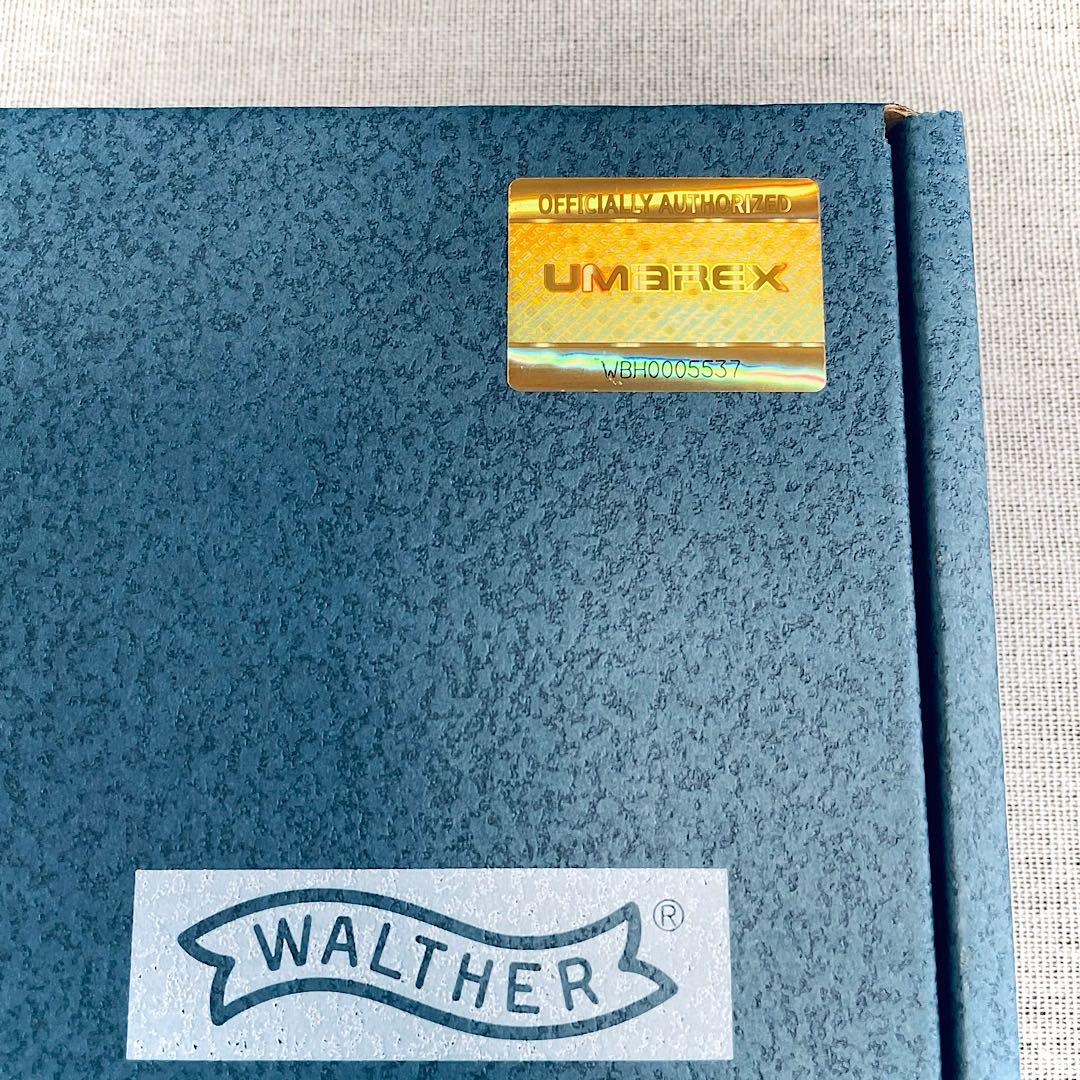 OFFICIALLY AUTHORIZED
UMAREX
WBH0005537
WALTHER ®